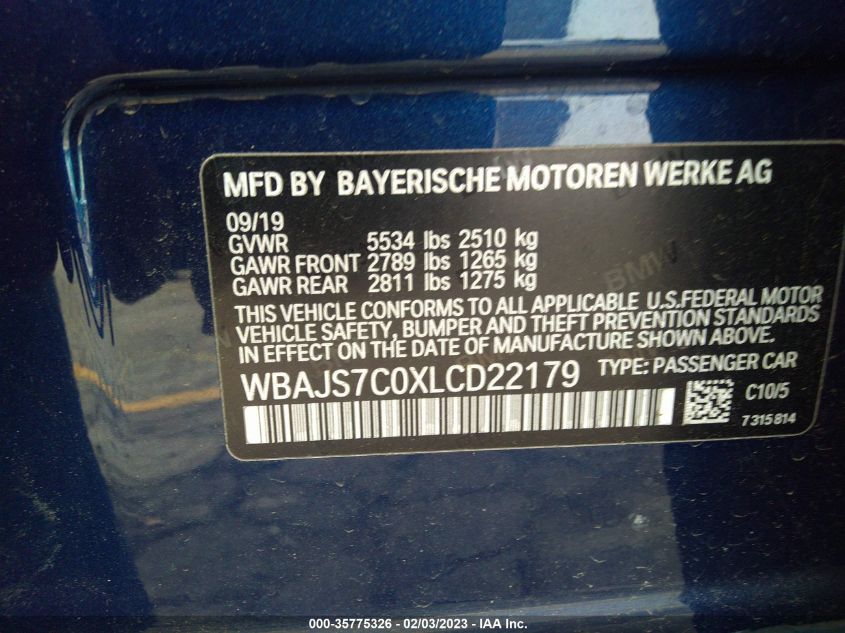 MFD BY BAYERISCHE MOTOREN WERKE AG
09/19
GVWR 5534 lbs 2510 kg
GAWR FRONT 2789 lbs 1265 kg
GAWR REAR 2811 lbs 1275 kg
THIS VEHICLE CONFORMS TO ALL APPLICABLE U.S.FEDERAL MOTOR
VEHICLE SAFETY, BUMPER AND THEFT PREVENTION STANDARDS
IN EFFECT ON THE DATE OF MANUFACTURE SHOWN ABOVE.
WBAJS7C0XLCD22179 TYPE: PASSENGER CAR
C10/5
7315814
BMW
000-35775326 - 02/03/2023 - IAA Inc.